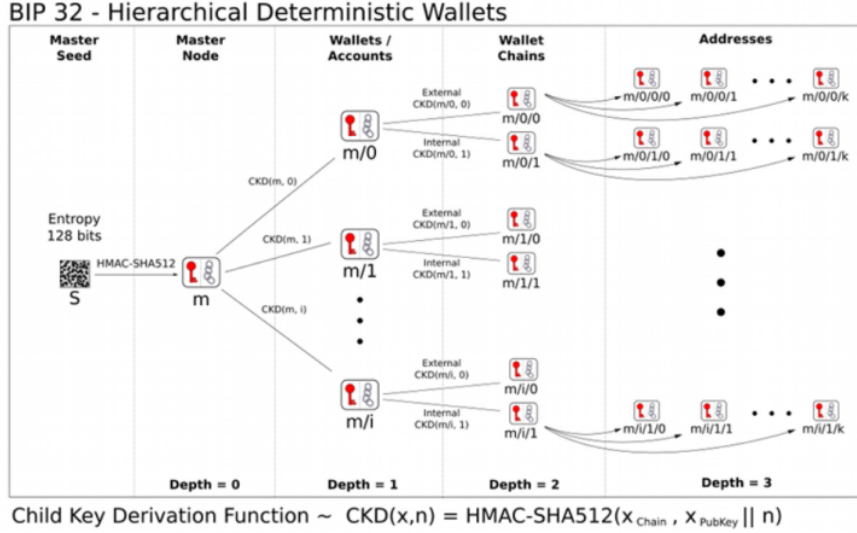 BIP 32 - Hierarchical Deterministic Wallets
Master
Seed
Master
Node
Wallets /
Accounts
Wallet
Chains
Addresses
Entropy
128 bits
S
HMAC-SHA512
m
CKD(m, 0)
CKD(m, 1)
CKD(m, i)
m/0
m/1
m/i
External
CKD(m/0, 0)
Internal
CKD(m/0, 1)
External
CKD(m/1, 0)
Internal
CKD(m/1, 1)
External
CKD(m/i, 0)
Internal
CKD(m/i, 1)
m/0/0
m/0/1
m/1/0
m/1/1
m/i/0
m/i/1
m/0/0/0 m/0/0/1 m/0/0/k
m/0/1/0 m/0/1/1 m/0/1/k
m/i/1/0 m/i/1/1 m/i/1/k
Depth = 0 Depth = 1 Depth = 2 Depth = 3
Child Key Derivation Function ~ CKD(x,n) = HMAC-SHA512(x Chain , x PubKey || n)